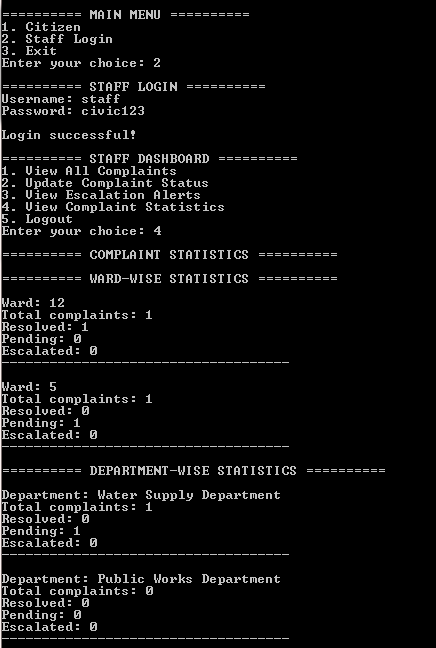 ========== MAIN MENU ==========
1. Citizen
2. Staff Login
3. Exit
Enter your choice: 2
========== STAFF LOGIN ==========
Username: staff
Password: civic123
Login successful!
========== STAFF DASHBOARD ==========
1. View All Complaints
2. Update Complaint Status
3. View Escalation Alerts
4. View Complaint Statistics
5. Logout
Enter your choice: 4
========== COMPLAINT STATISTICS ==========
========== WARD-WISE STATISTICS ==========
Ward: 12
Total complaints: 1
Resolved: 1
Pending: 0
Escalated: 0
------------------------------------
Ward: 5
Total complaints: 1
Resolved: 0
Pending: 1
Escalated: 0
------------------------------------
========== DEPARTMENT-WISE STATISTICS ==========
Department: Water Supply Department
Total complaints: 1
Resolved: 0
Pending: 1
Escalated: 0
------------------------------------
Department: Public Works Department
Total complaints: 0
Resolved: 0
Pending: 0
Escalated: 0
------------------------------------